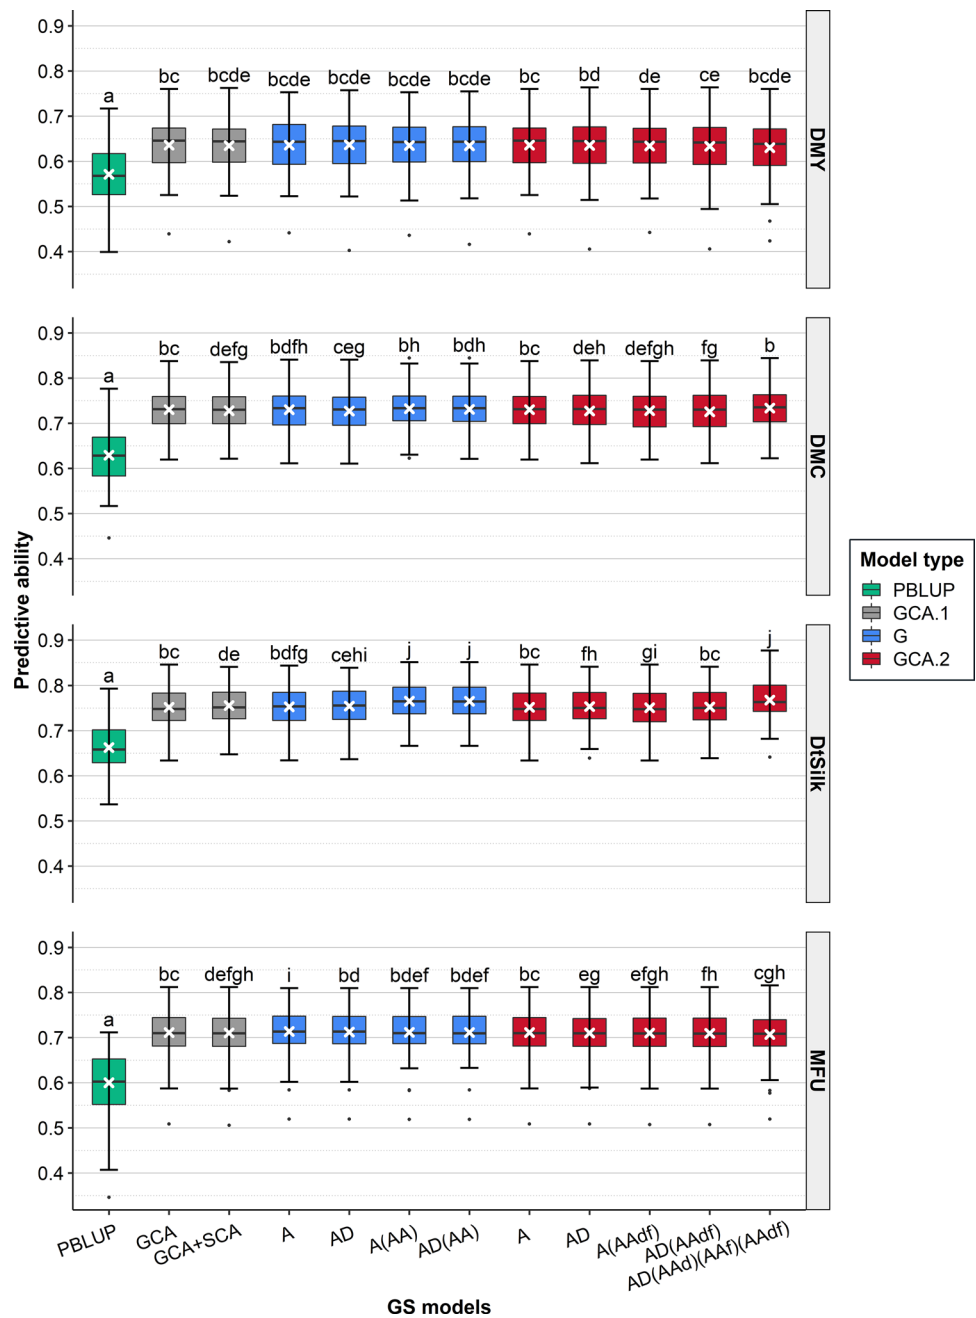 0.9
0.8
0.7
0.6
0.5
0.4
a
bc
bcde
bcde
bcde
bcde
bcde
bc
bd
de
ce
bcde
DMY
0.9
0.8
0.7
0.6
0.5
0.4
a
bc
defg
bdfh
ceg
bh
bdh
bc
deh
defgh
fg
b
DMC
0.9
0.8
0.7
0.6
0.5
0.4
a
bc
de
bdfg
cehi
j
j
bc
fh
gi
bc
j
DtSilk
0.9
0.8
0.7
0.6
0.5
0.4
a
bc
defgh
i
bd
bdef
bdef
bc
eg
efgh
fh
cgh
MFU
Predictive ability
PBLUP
GCA
GCA+SCA
A
AD
A(AA)
AD(AA)
A
AD
A(AAdf)
AD(AAdf)
AD(AAd)(AAf)(AAdf)
GS models
Model type
PBLUP
GCA.1
G
GCA.2